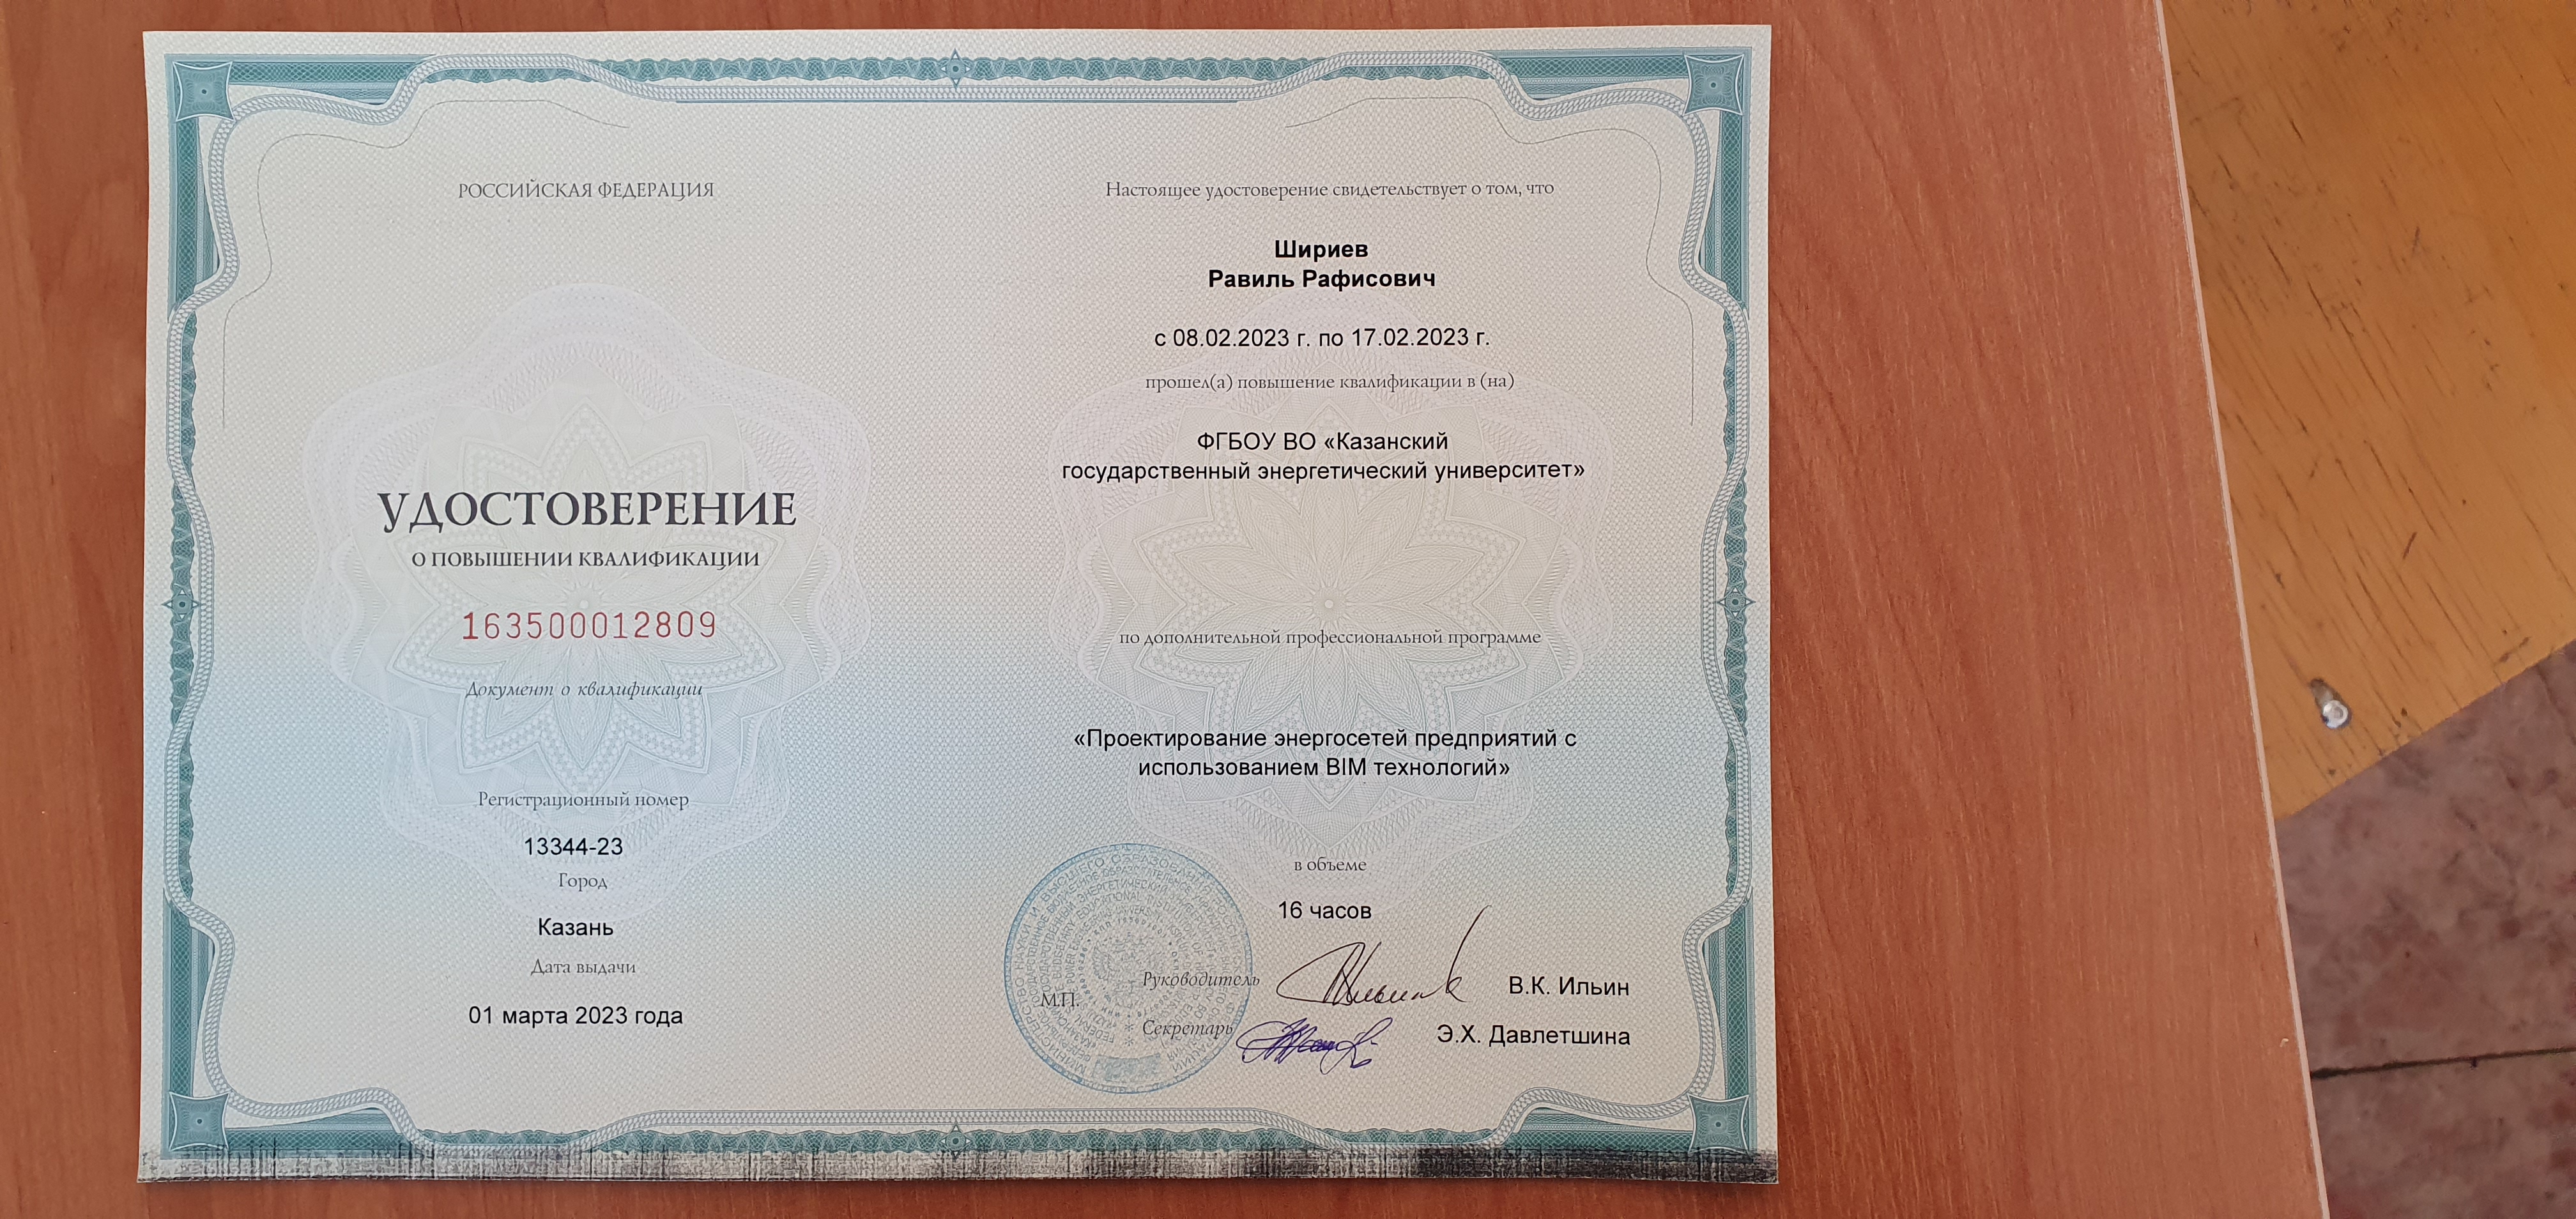 РОССИЙСКАЯ ФЕДЕРАЦИЯ
УДОСТОВЕРЕНИЕ
О ПОВЫШЕНИИ КВАЛИФИКАЦИИ
163500012809
Документ о квалификации
Регистрационный номер
13344-23
Город
Казань
Дата выдачи
01 марта 2023 года
Настоящее удостоверение свидетельствует о том, что
Шириев
Равиль Рафисович
с 08.02.2023 г. по 17.02.2023 г.
прошел(а) повышение квалификации в (на)
ФГБОУ ВО «Казанский
государственный энергетический университет»
по дополнительной профессиональной программе
«Проектирование энергосетей предприятий с
использованием BIM технологий»
в объеме
16 часов
Руководитель В.К. Ильин
М.П.
Секретарь Э.Х. Давлетшина